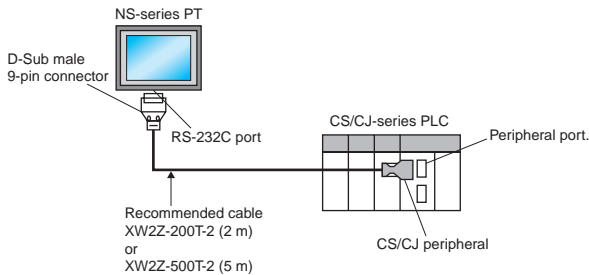 NS-series PT
D-Sub male
9-pin connector
RS-232C port
CS/CJ-series PLC
Peripheral port.
Recommended cable
XW2Z-200T-2 (2 m)
or
XW2Z-500T-2 (5 m)
CS/CJ peripheral